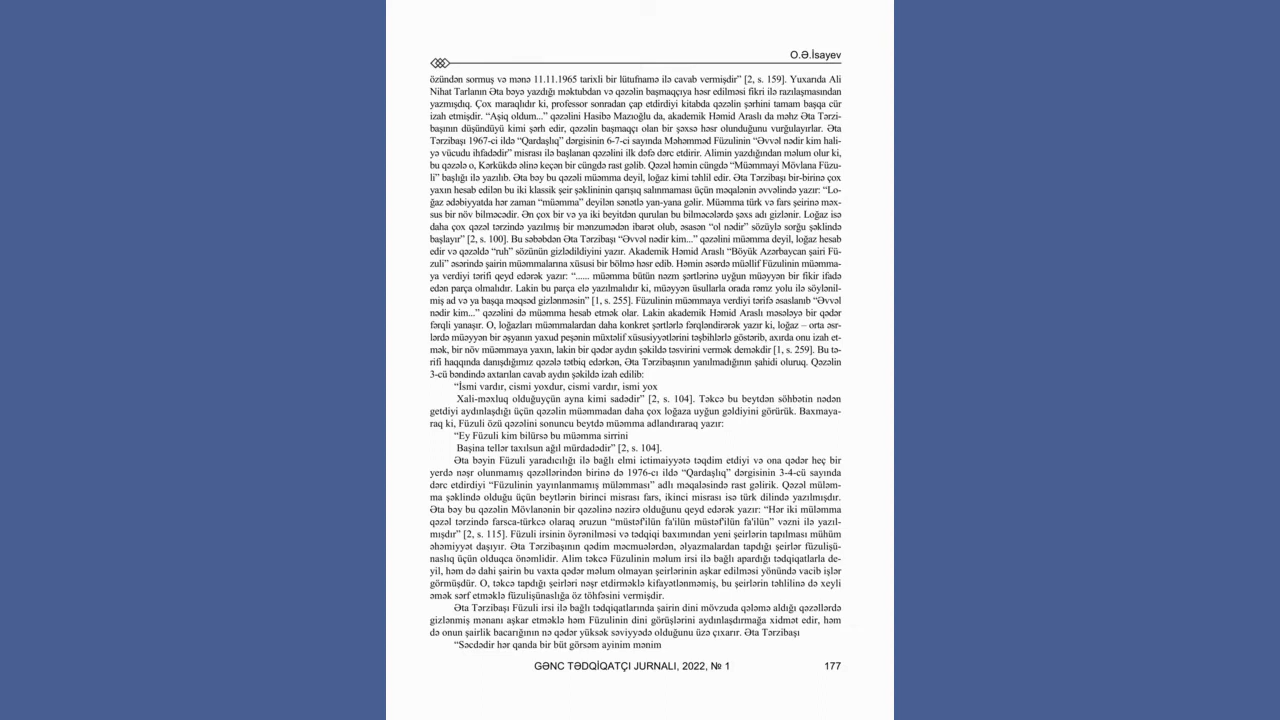 O.Ə.İsayev
özündən sormuş və mənə 11.11.1965 tarixli bir lütufnamə ilə cavab vermişdir” [2, s. 159]. Yuxarıda Ali
Nihat Tarlanın Əta bəyə yazdığı məktubdan və qəzəlin başmaqçıya həsr edilməsi fikri ilə razılaşmasından
yazmışdıq. Çox maraqlıdır ki, professor sonradan çap etdirdiyi kitabda qəzəlin şərhini tamam başqa cür
izah etmişdir. “Aşiq oldum...” qəzəlini Hasibə Mazıoğlu da, akademik Həmid Araslı da məhz Əta Tərzi-
başının düşündüyü kimi şərh edir, qəzəlin başmaqçı olan bir şəxsə həsr olunduğunu vurğulayırlar. Əta
Tərzibaşı 1967-ci ildə “Qardaşlıq” dərgisinin 6-7-ci sayında Məhəmməd Füzulinin “Əvvəl nədir kim hali-
yə vücudu ihfadədir” misrası ilə başlanan qəzəlini ilk dəfə dərc etdirir. Alimin yazdığından məlum olur ki,
bu qəzələ o, Kərkükdə əlinə keçən bir cüngdə rast gəlib. Qəzəl həmin cüngdə “Müəmmayi Mövlana Füzu-
li” başlığı ilə yazılıb. Əta bəy bu qəzəli müəmma deyil, loğaz kimi təhlil edir. Əta Tərzibaşı bir-birinə çox
yaxın hesab edilən bu iki klassik şeir şəklininin qarışıq salınmaması üçün məqalənin əvvəlində yazır: “Lo-
ğaz ədəbiyyatda hər zaman “müəmma” deyilən sənətlə yan-yana gəlir. Müəmma türk və fars şeirinə məx-
sus bir növ bilməcədir. Ən çox bir və ya iki beyitdən qurulan bu bilməcələrdə şəxs adı gizlənir. Loğaz isə
daha çox qəzəl tərzində yazılmış bir mənzumədən ibarət olub, əsasən “ol nədir” sözüylə sorğu şəklində
başlayır” [2, s. 100]. Bu səbəbdən Əta Tərzibaşı “Əvvəl nədir kim...” qəzəlini müəmma deyil, loğaz hesab
edir və qəzəldə “ruh” sözünün gizlədildiyini yazır. Akademik Həmid Araslı “Böyük Azərbaycan şairi Fü-
zuli” əsərində şairin müəmmalarına xüsusi bir bölmə həsr edib. Həmin əsərdə müəllif Füzulinin müəmma-
ya verdiyi tərifi qeyd edərək yazır: “...... müəmma bütün nəzm şərtlərinə uyğun müəyyən bir fikir ifadə
edən parça olmalıdır. Lakin bu parça elə yazılmalıdır ki, müəyyən üsullarla orada rəmz yolu ilə söylənil-
miş ad və ya başqa məqsəd gizlənməsin” [1, s. 255]. Füzulinin müəmmaya verdiyi tərifə əsaslanıb “Əvvəl
nədir kim...” qəzəlini də müəmma hesab etmək olar. Lakin akademik Həmid Araslı məsələyə bir qədər
fərqli yanaşır. O, loğazları müəmmalardan daha konkret şərtlərlə fərqləndirərək yazır ki, loğaz – orta əsr-
lərdə müəyyən bir əşyanın yaxud peşənin müxtəlif xüsusiyyətlərini təşbihlərlə göstərib, axırda onu izah et-
mək, bir növ müəmmaya yaxın, lakin bir qədər aydın şəkildə təsvirini vermək deməkdir [1, s. 259]. Bu tə-
rifi haqqında danışdığımız qəzələ tətbiq edərkən, Əta Tərzibaşının yanılmadığının şahidi oluruq. Qəzəlin
3-cü bəndində axtarılan cavab aydın şəkildə izah edilib:
“İsmi vardır, cismi yoxdur, cismi vardır, ismi yox
Xali-məxluq olduğuyçün ayna kimi sadədir” [2, s. 104]. Təkcə bu beytdən söhbətin nədən
getdiyi aydınlaşdığı üçün qəzəlin müəmmadan daha çox loğaza uyğun gəldiyini görürük. Baxmaya-
raq ki, Füzuli özü qəzəlini sonuncu beytdə müəmma adlandıraraq yazır:
“Ey Füzuli kim bilürsə bu müəmma sirrini
Başina tellər taxılsun ağıl mürdadədir” [2, s. 104].
Əta bəyin Füzuli yaradıcılığı ilə bağlı elmi ictimaiyyətə təqdim etdiyi və ona qədər heç bir
yerdə nəşr olunmamış qəzəllərindən birinə də 1976-cı ildə “Qardaşlıq” dərgisinin 3-4-cü sayında
dərc etdirdiyi “Füzulinin yayınlanmamış mülamması” adlı məqaləsində rast gəlirik. Qəzəl müləm-
ma şəklində olduğu üçün beytlərin birinci misrası fars, ikinci misrası isə türk dilində yazılmışdır.
Əta bəy bu qəzəlin Mövlanənin bir qəzəlinə nəzirə olduğunu qeyd edərək yazır: “Hər iki müləmma
qəzəl tərzində farsca-türkcə olaraq əruzun “müstəf'ilün fa'ilün müstəf'ilün fa'ilün” vəzni ilə yazıl-
mışdır” [2, s. 115]. Füzuli irsinin öyrənilməsi və tədqiqi baxımından yeni şeirlərin tapılması mühüm
əhəmiyyət daşıyır. Əta Tərzibaşının qədim məcmuələrdən, əlyazmalardan tapdığı şeirlər füzulişü-
naslıq üçün olduqca önəmlidir. Alim təkcə Füzulinin məlum irsi ilə bağlı apardığı tədqiqatlarla de-
yil, həm də dahi şairin bu vaxta qədər məlum olmayan şeirlərinin aşkar edilməsi yönündə vacib işlər
görmüşdür. O, təkcə tapdığı şeirləri nəşr etdirməklə kifayətlənməmiş, bu şeirlərin təhlilinə də xeyli
əmək sərf etməklə füzulişünaslığa öz töhfəsini vermişdir.
Əta Tərzibaşı Füzuli irsi ilə bağlı tədqiqatlarında şairin dini mövzuda qələmə aldığı qəzəllərdə
gizlənmiş mənanı aşkar etməklə həm Füzulinin dini görüşlərini aydınlaşdırmağa xidmət edir, həm
də onun şairlik bacarığının nə qədər yüksək səviyyədə olduğunu üzə çıxarır. Əta Tərzibaşı
“Səcdədir hər qanda bir büt görsəm ayinim mənim
GƏNC TƏDQİQATÇI JURNALI, 2022, № 1 177